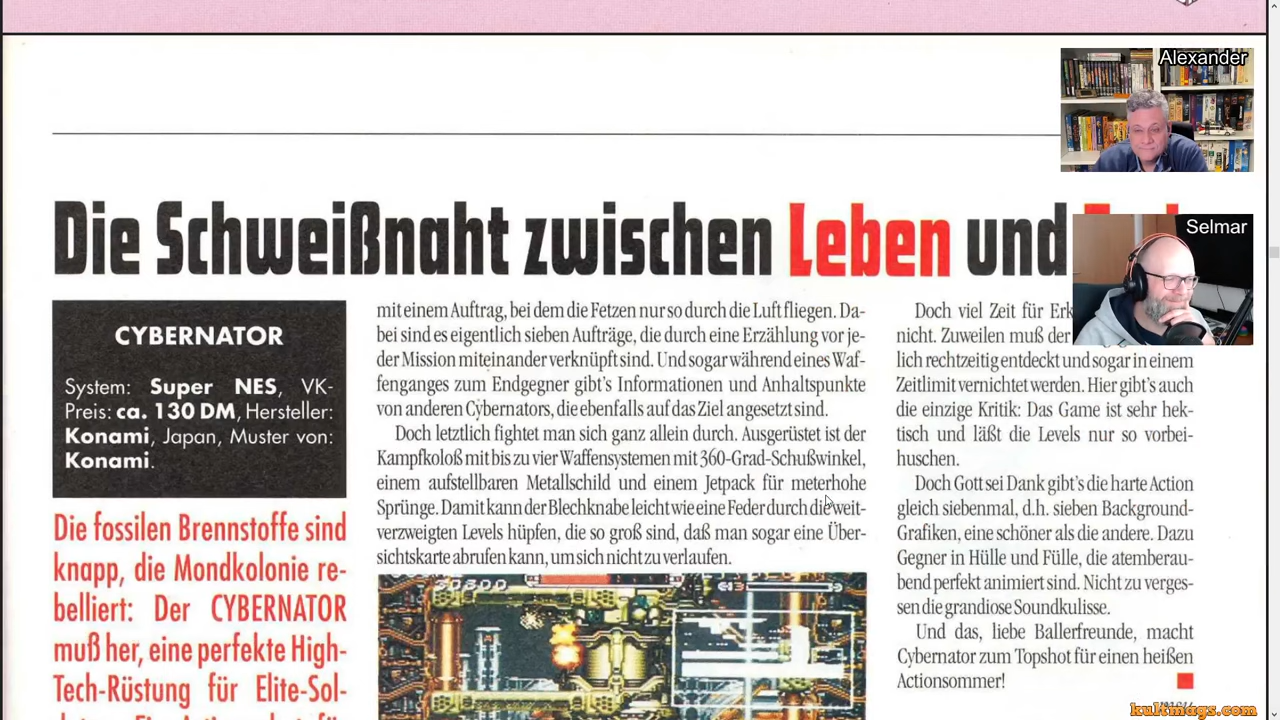 Alexander
Selmar
Die Schweißnaht zwischen Leben und
CYBERNATOR
System: Super NES, VK-
Preis: ca. 130 DM, Hersteller:
Konami, Japan, Muster von:
Konami.
Die fossilen Brennstoffe sind
knapp, die Mondkolonie re-
belliert: Der CYBERNATOR
muß her, eine perfekte High-
Tech-Rüstung für Elite-Sol-
mit einem Auftrag, bei dem die Fetzen nur so durch die Luft fliegen. Da-
bei sind es eigentlich sieben Aufträge, die durch eine Erzählung vor je-
der Mission miteinander verknüpft sind. Und sogar während eines Waf-
fenganges zum Endgegner gibt's Informationen und Anhaltspunkte
von anderen Cybernators, die ebenfalls auf das Ziel angesetzt sind.
Doch letztlich fightet man sich ganz allein durch. Ausgerüstet ist der
Kampfkoloß mit bis zu vier Waffensystemen mit 360-Grad-Schußwinkel,
einem aufstellbaren Metallschild und einem Jetpack für meterhohe
Sprünge. Damit kann der Blechknabe leicht wie eine Feder durch die weit-
verzweigten Levels hüpfen, die so groß sind, daß man sogar eine Über-
sichtskarte abrufen kann, um sich nicht zu verlaufen.
Doch viel Zeit für
nicht. Zuweilen muß der
lich rechtzeitig entdeckt und sogar in einem
Zeitlimit vernichtet werden. Hier gibt's auch
die einzige Kritik: Das Game ist sehr hek-
tisch und läßt die Levels nur so vorbei-
huschen.
Doch Gott sei Dank gibt's die harte Action
gleich siebenmal, d.h. sieben Background-
Grafiken, eine schöner als die andere. Dazu
Gegner in Hülle und Fülle, die atemberau-
bend perfekt animiert sind. Nicht zu verges-
sen die grandiose Soundkulisse.
Und das, liebe Ballerfreunde, macht
Cybernator zum Topshot für einen heißen
Actionsommer!
kultmags.com